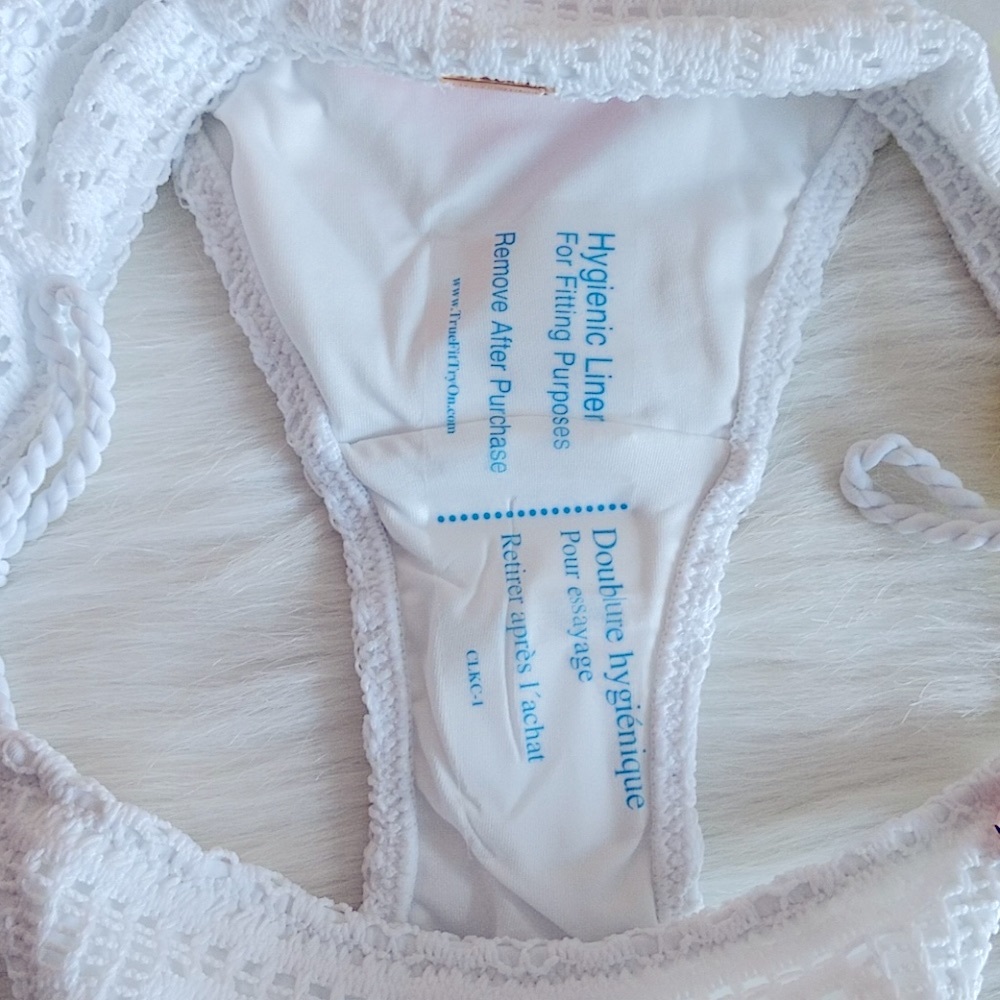 Hygienic Liner
For Fitting Purposes
Remove After Purchase
www.TrueFitTryOn.com
Doublure hygiénique
Pour essayage
Retirer après l'achat
CLKC-1